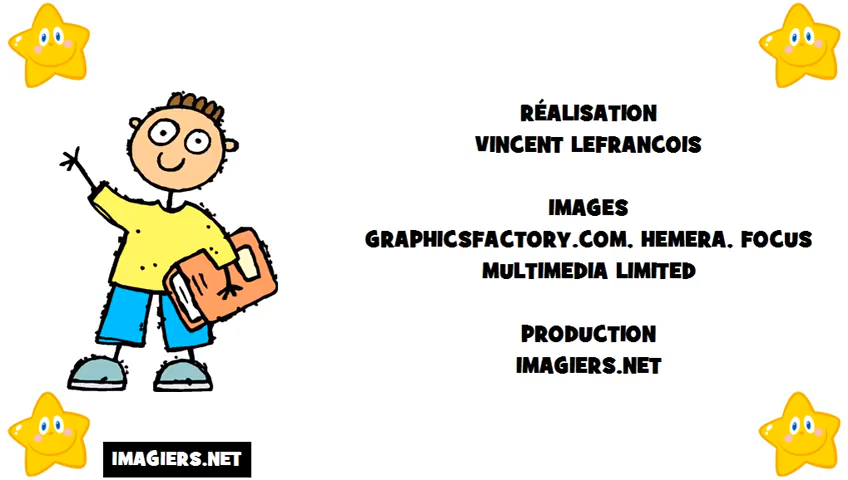 RÉALISATION
VINCENT LEFRANCOIS
IMAGES
GRAPHICSFACTORY.COM, HEMERA, FOCUS
MULTIMEDIA LIMITED
PRODUCTION
IMAGIERS.NET
IMAGIERS.NET